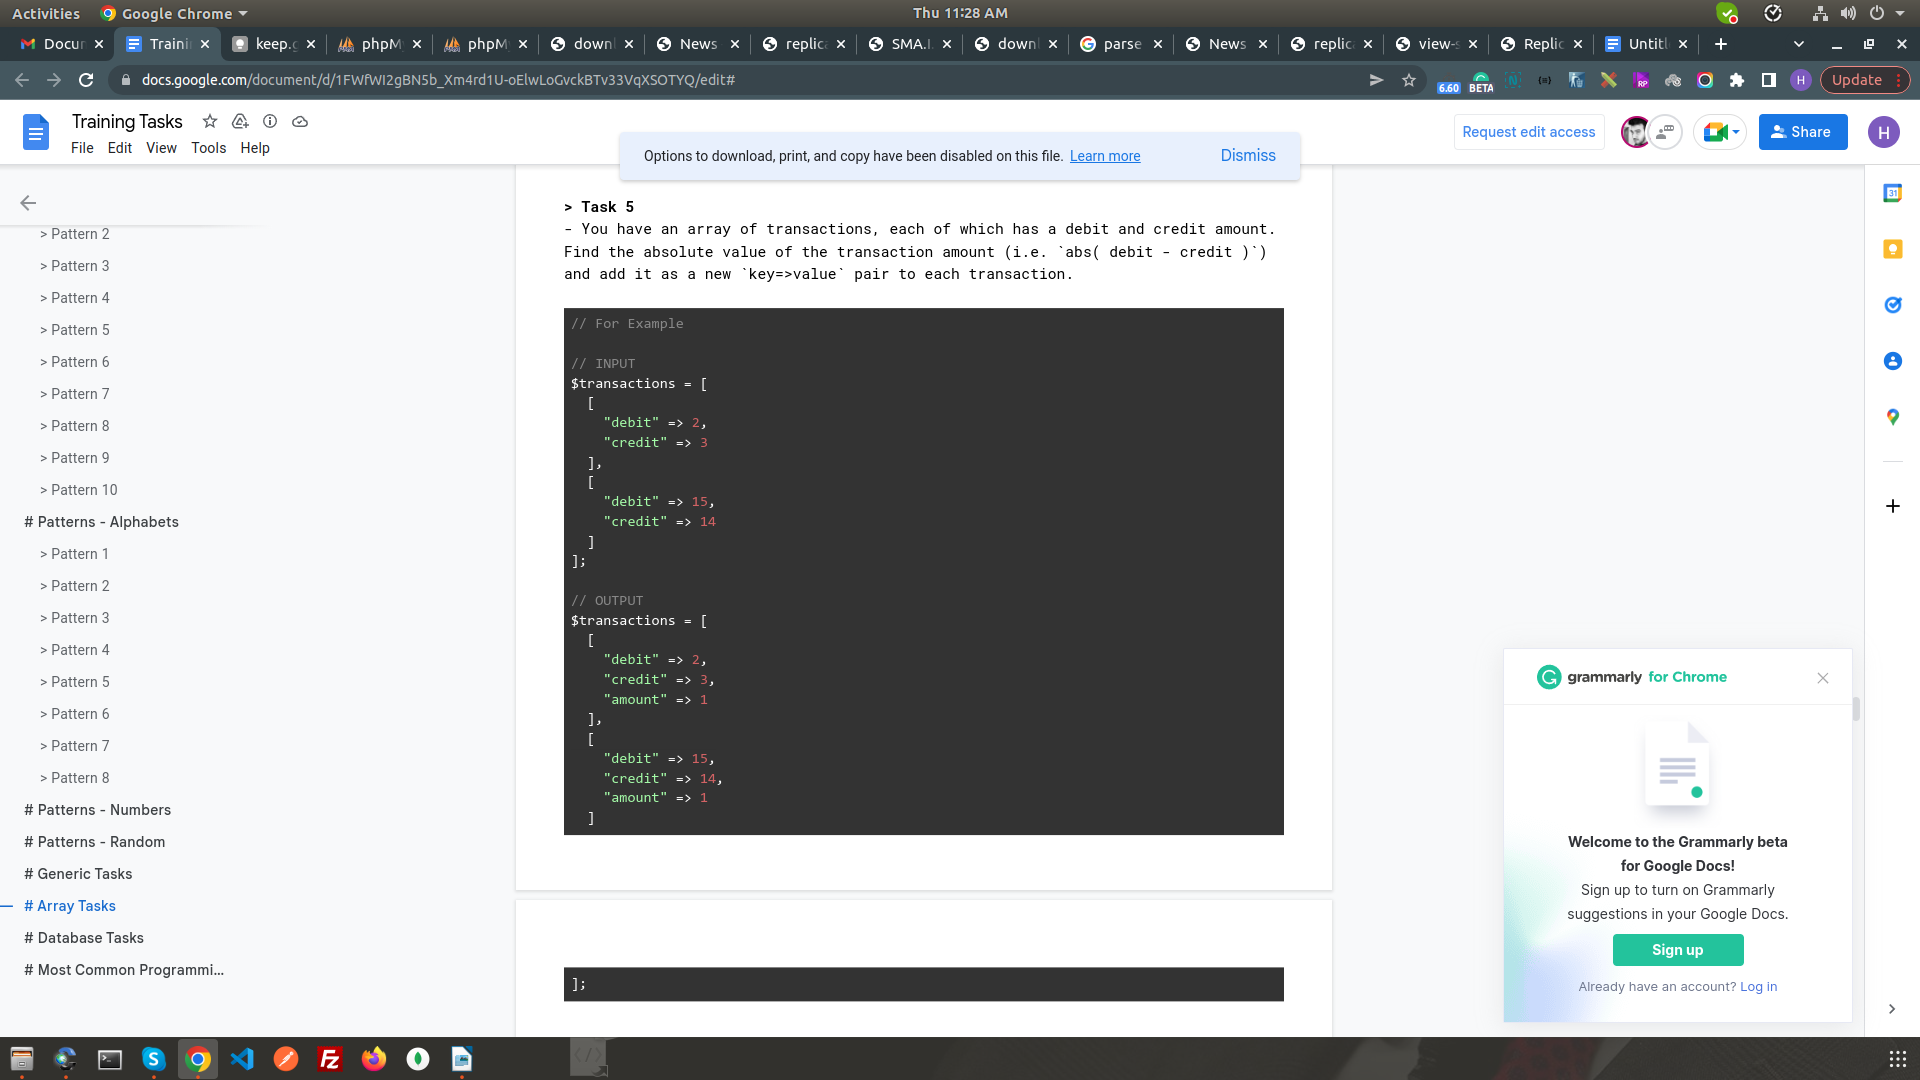 Activities
Google Chrome
Thu 11:28 AM
Docur
Traini
keep.g
phpMy
phpMy
downl
News
replica
SMA.I
downl
parse
News
replic
view-s
Replic
Untitl
docs.google.com/document/d/1FWfWI2gBN5b_Xm4rd1U-oElwLoGvckBTv33VqXSOTYQ/edit#
6.60
BETA
RP
H
Update
Training Tasks
File Edit View Tools Help
Request edit access
Share
H
Options to download, print, and copy have been disabled on this file. Learn more
Dismiss
> Pattern 2
> Pattern 3
> Pattern 4
> Pattern 5
> Pattern 6
> Pattern 7
> Pattern 8
> Pattern 9
> Pattern 10
# Patterns - Alphabets
> Pattern 1
> Pattern 2
> Pattern 3
> Pattern 4
> Pattern 5
> Pattern 6
> Pattern 7
> Pattern 8
# Patterns - Numbers
# Patterns - Random
# Generic Tasks
# Array Tasks
# Database Tasks
# Most Common Programmi...
> Task 5
- You have an array of transactions, each of which has a debit and credit amount.
Find the absolute value of the transaction amount (i.e. `abs( debit - credit )`)
and add it as a new `key=>value` pair to each transaction.
// For Example
// INPUT
$transactions = [
[
"debit" => 2,
"credit" => 3
],
[
"debit" => 15,
"credit" => 14
]
];
// OUTPUT
$transactions = [
[
"debit" => 2,
"credit" => 3,
"amount" => 1
],
[
"debit" => 15,
"credit" => 14,
"amount" => 1
]
];
31
grammarly for Chrome
Welcome to the Grammarly beta
for Google Docs!
Sign up to turn on Grammarly
suggestions in your Google Docs.
Sign up
Already have an account? Log in